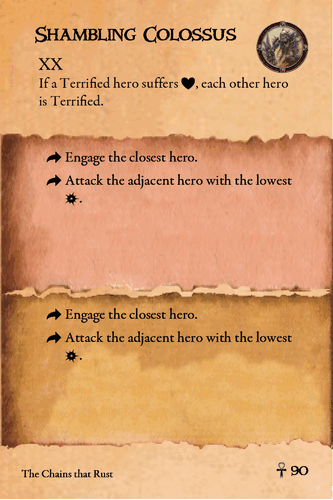 Shambling Colossus
XX
If a Terrified hero suffers ♥, each other hero
is Terrified.
Engage the closest hero.
Attack the adjacent hero with the lowest
.
Engage the closest hero.
Attack the adjacent hero with the lowest
.
The Chains that Rust
90